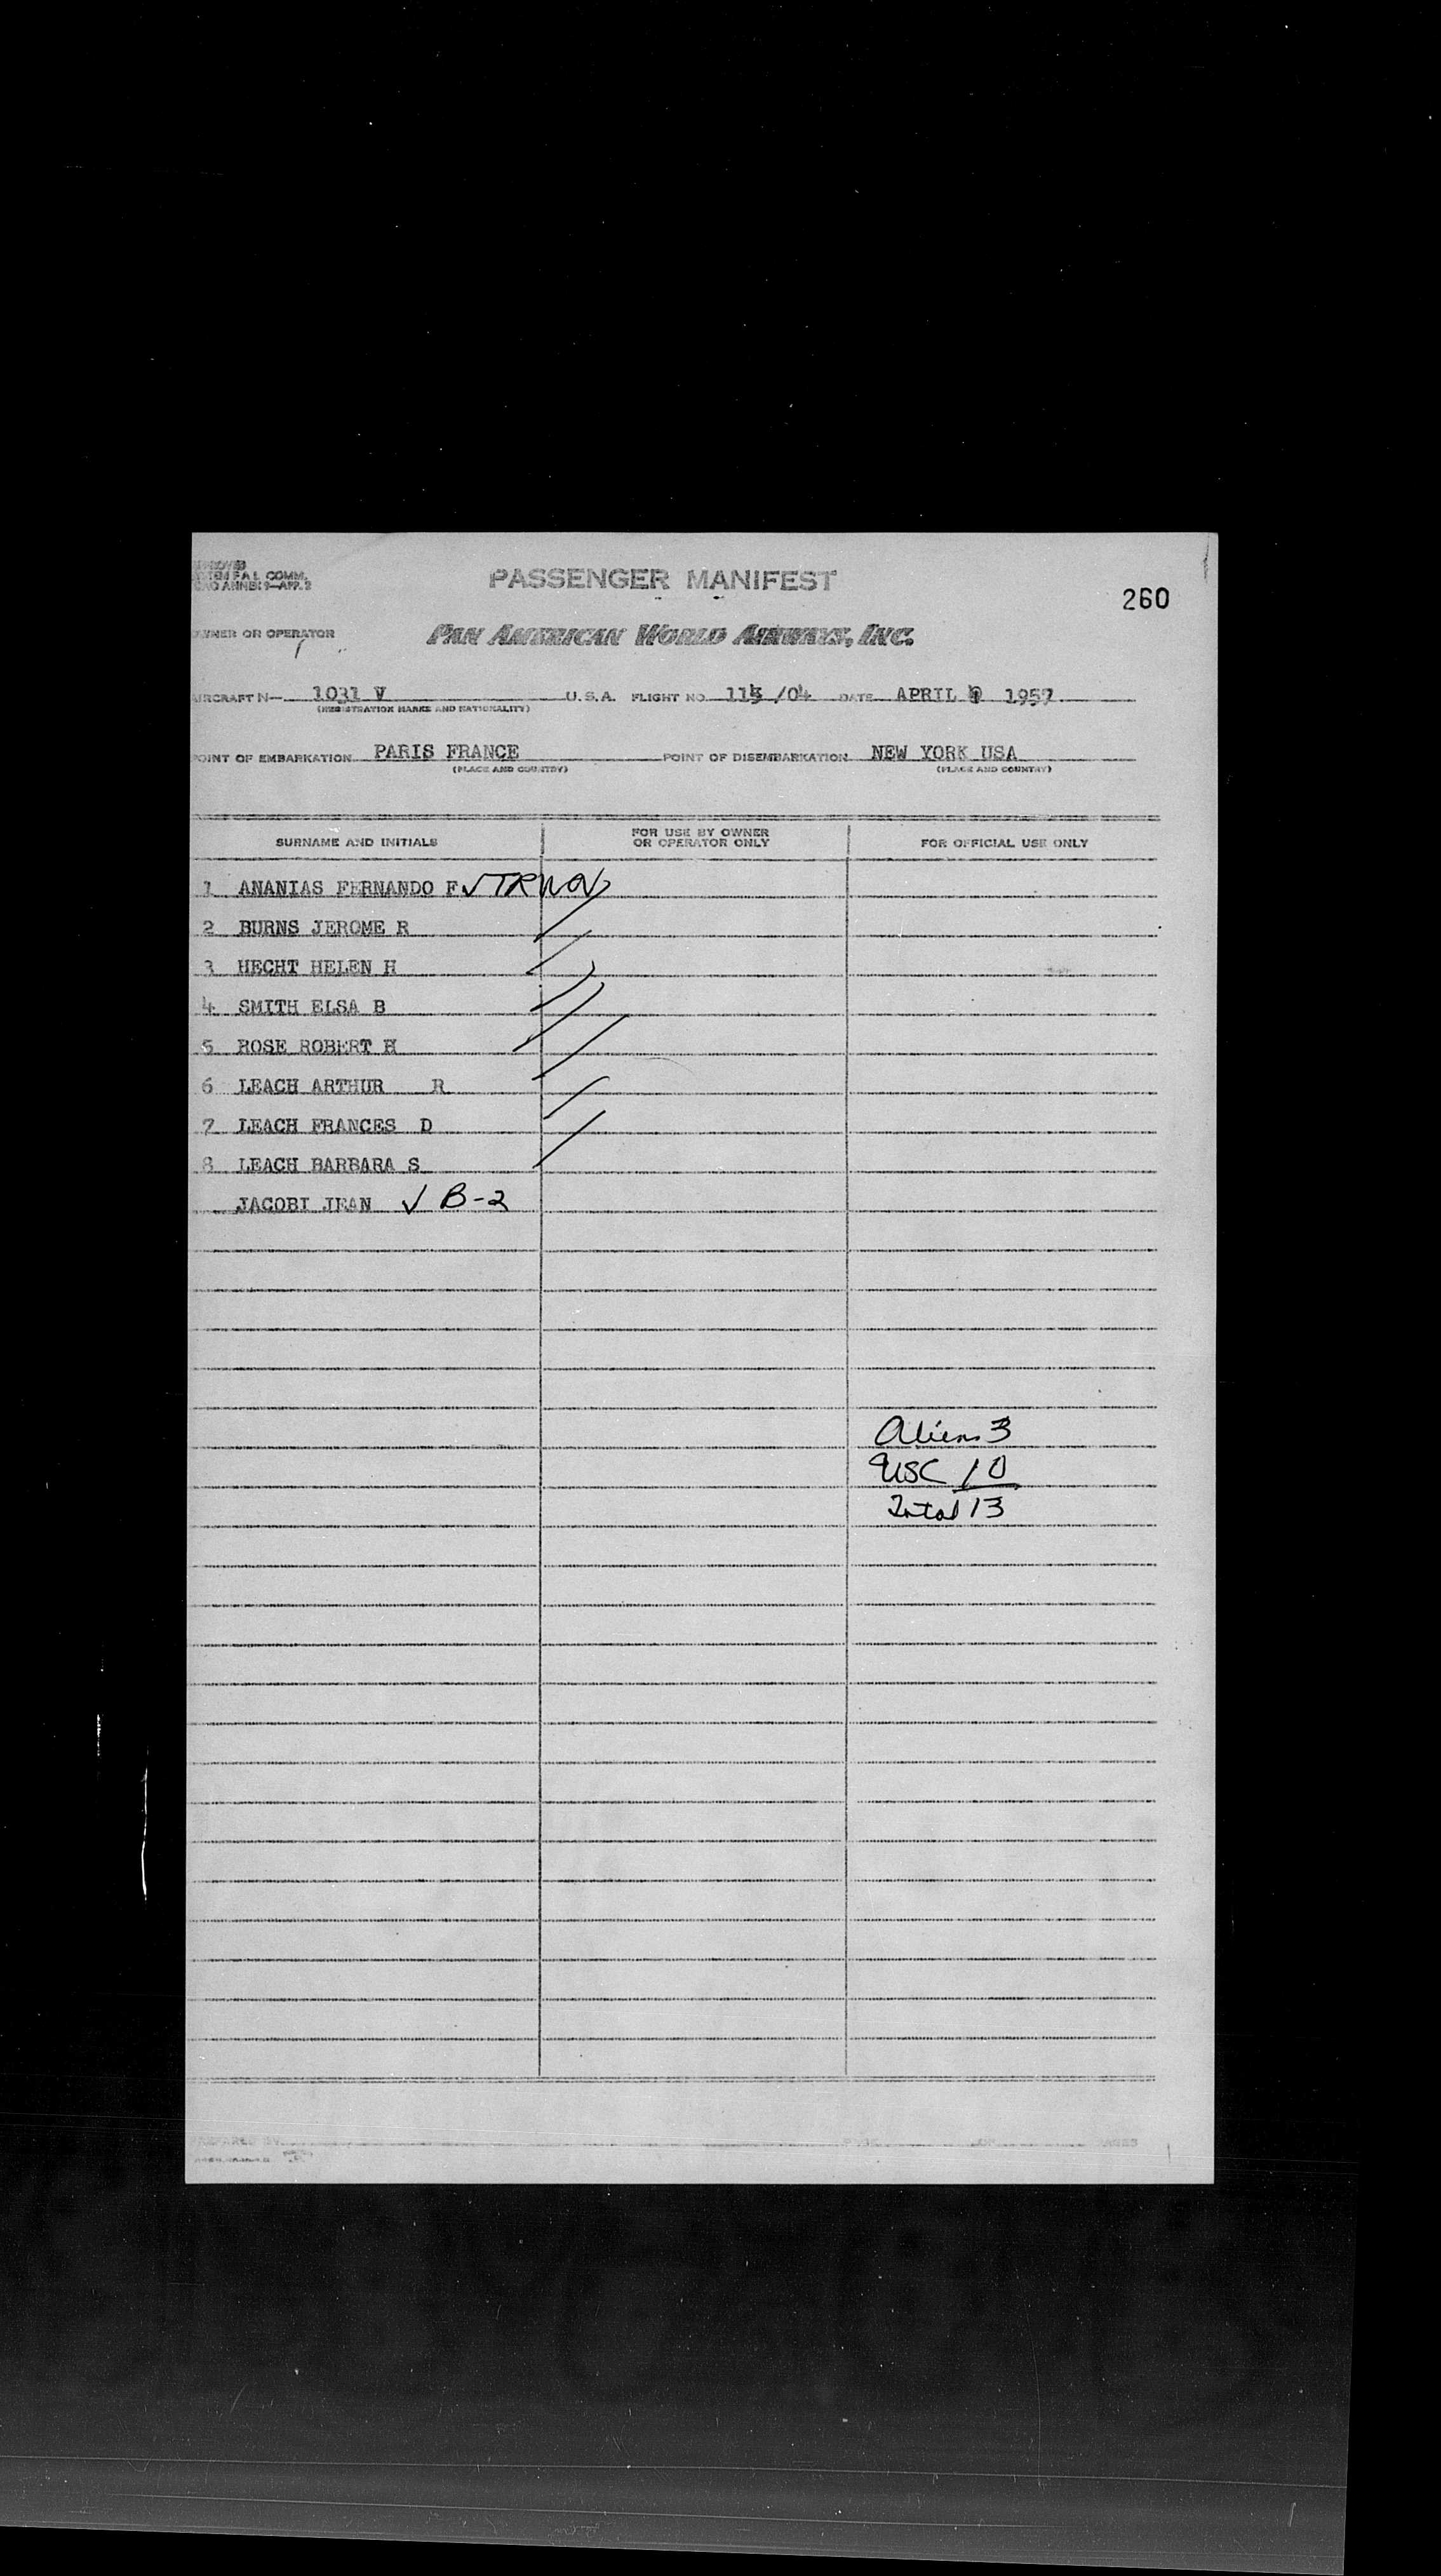 PASSENGER MANIFEST
260
OWNER OR OPERATOR PAN AMERICAN WORLD AIRWAYS, INC.
AIRCRAFT N— 1031 V U.S.A. FLIGHT NO. /04 DATE APRIL 1957
(REGISTRATION MARKS AND NATIONALITY)
POINT OF EMBARKATION PARIS FRANCE POINT OF DISEMBARKATION NEW YORK USA
(PLACE AND COUNTRY) (PLACE AND COUNTRY)
SURNAME AND INITIALS FOR USE BY OWNER OR OPERATOR ONLY FOR OFFICIAL USE ONLY
1 ANANIAS FERNANDO F ✓ TRWOV
2 BURNS JEROME R
3 HECHT HELEN H
4 SMITH ELSA B
5 ROSE ROBERT H
6 LEACH ARTHUR R
7 LEACH FRANCES D
8 LEACH BARBARA S
JACOBI JEAN ✓ B-2
Aliens 3
USC 10
Total 13